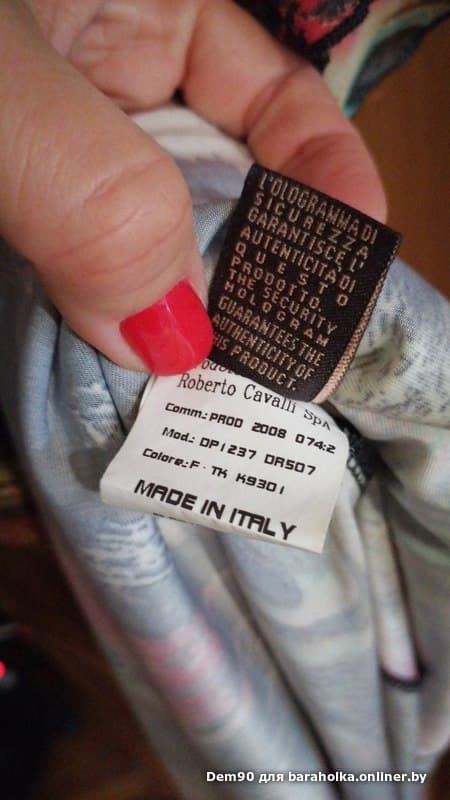 L'OLOGRAMMA DI
SICUREZZA
GARANTISCE L'
AUTENTICITA DI
QUESTO
PRODOTTO.
THE SECURITY
HOLOGRAM
GUARANTEES THE
AUTHENTICITY OF
THIS PRODUCT.
Roberto Cavalli SpA
Comm.: PROD 2008 074:2
Mod.: DP1237 DR507
Colore.: F - TK K9301
MADE IN ITALY
Dem90 для baraholka.onliner.by